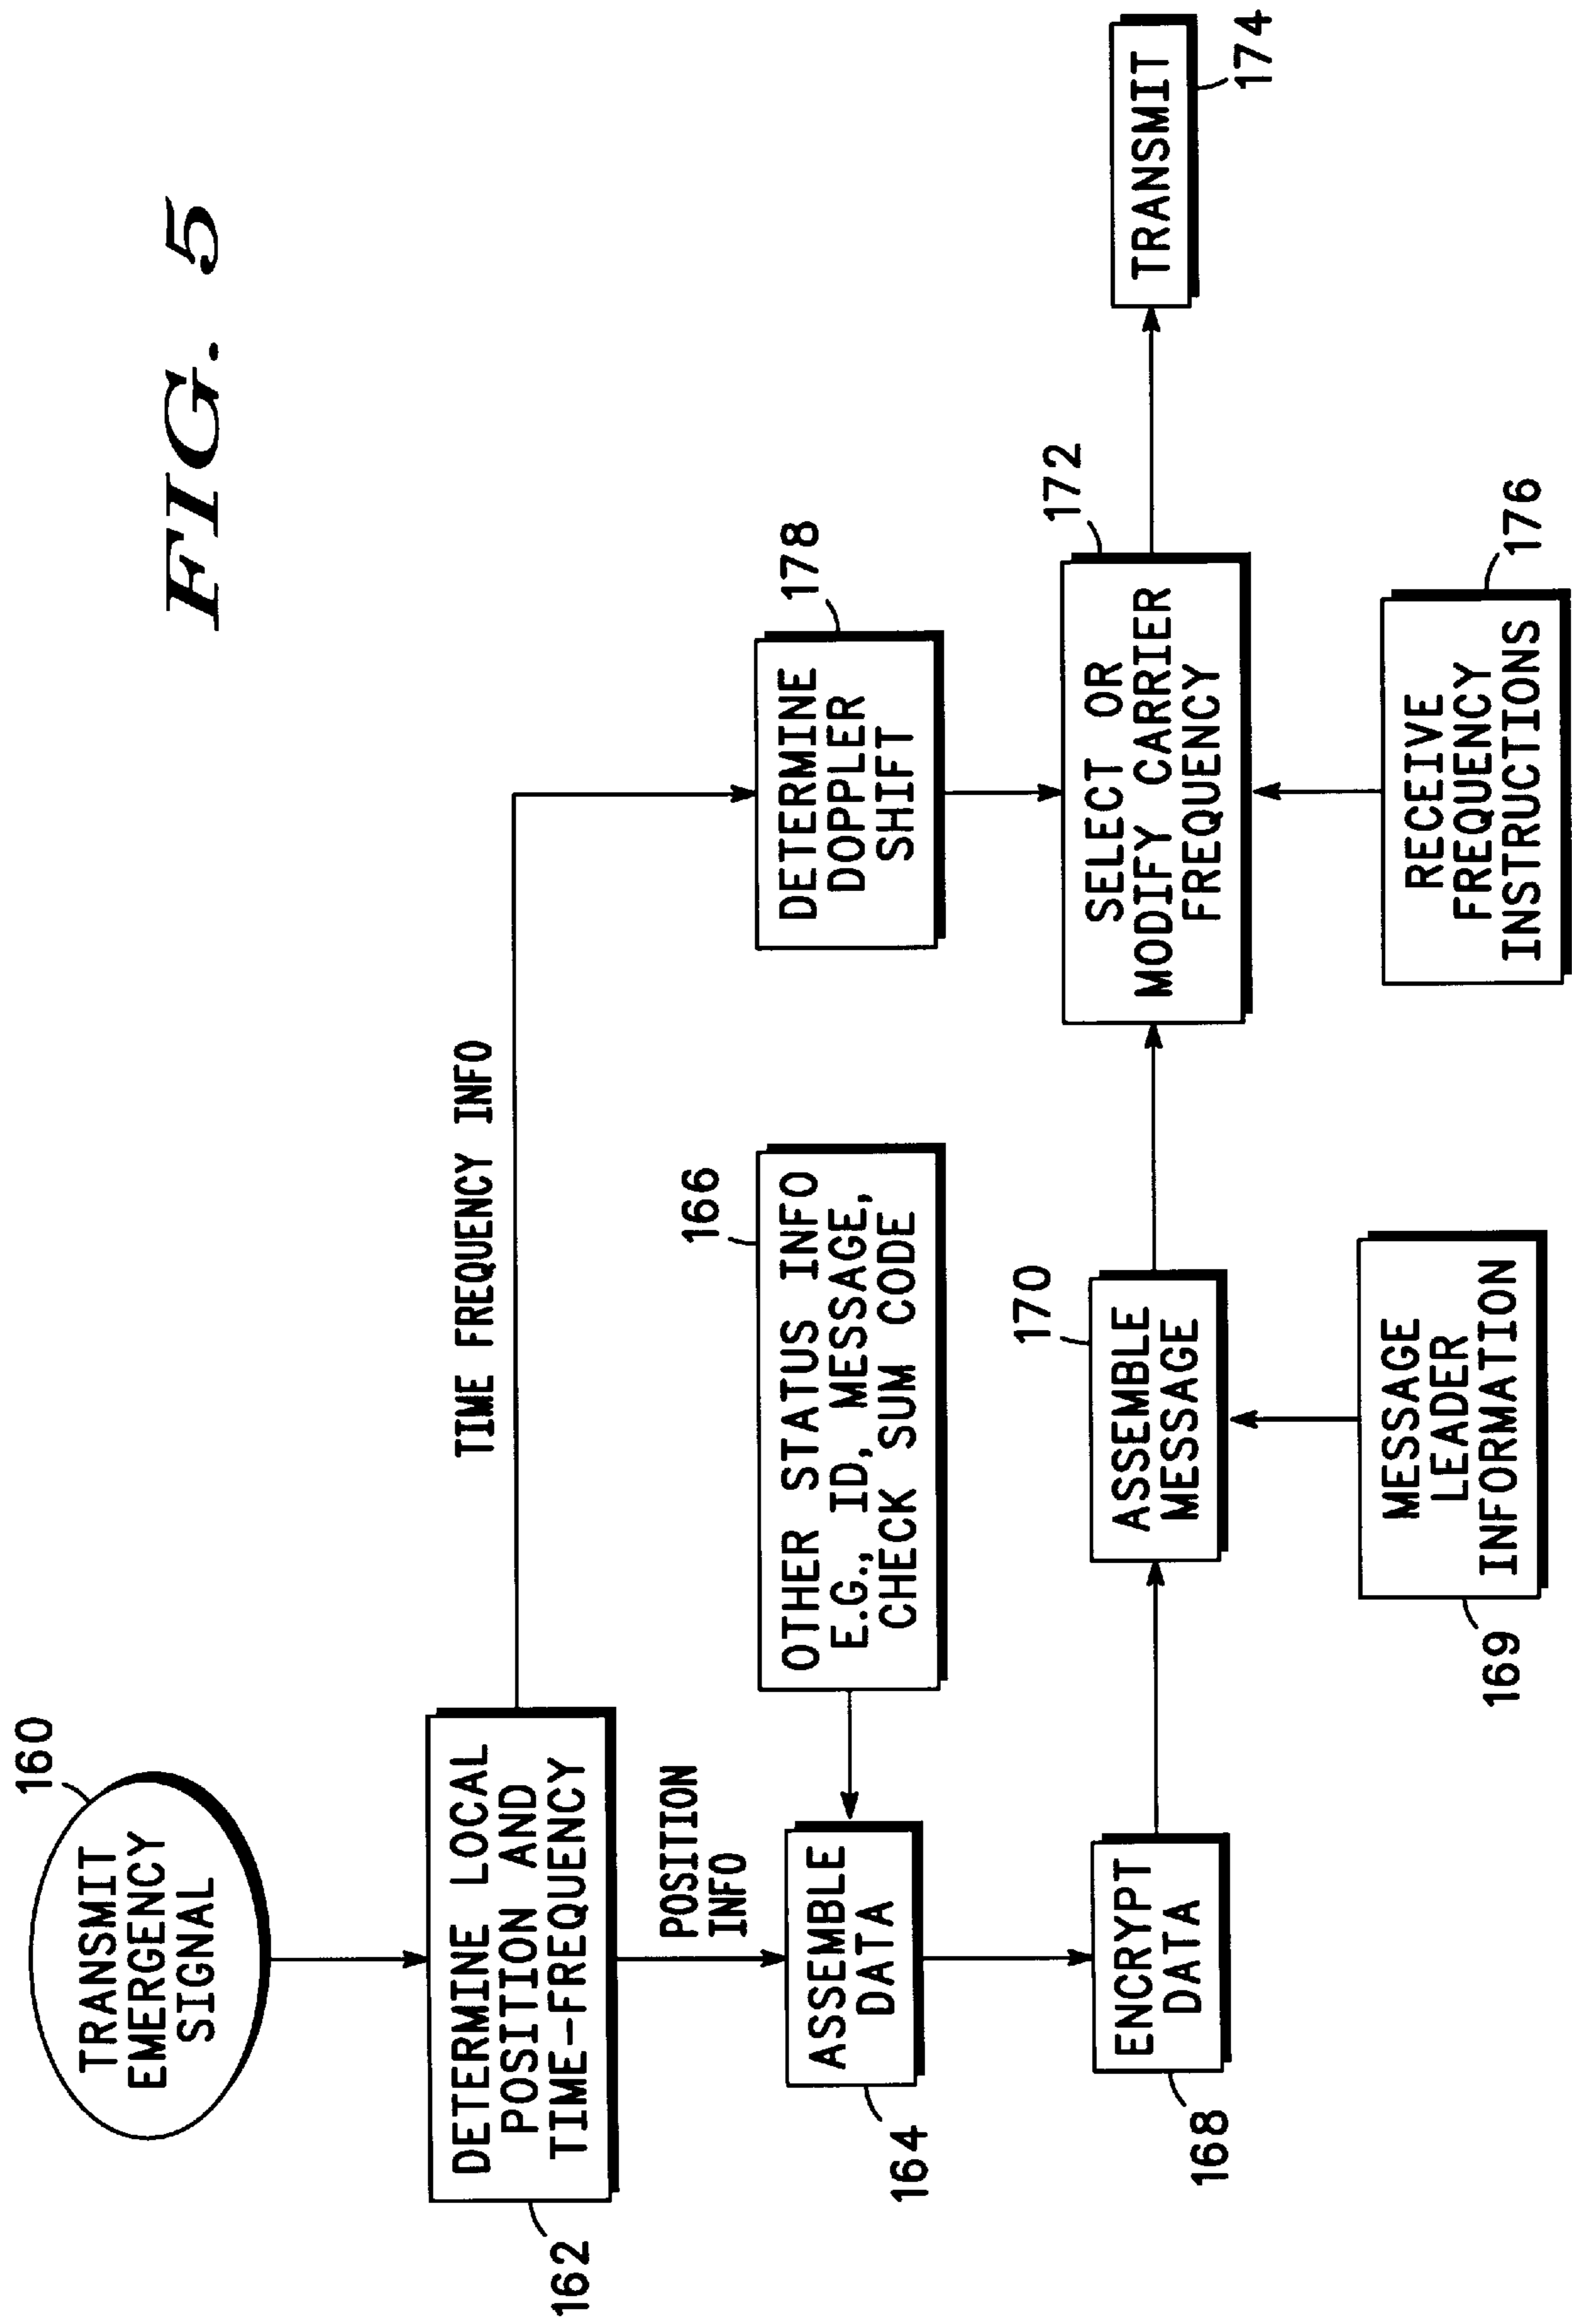 FIG. 5
160
TRANSMIT
EMERGENCY
SIGNAL
162
DETERMINE LOCAL
POSITION AND
TIME-FREQUENCY
TIME FREQUENCY INFO
POSITION
INFO
164
ASSEMBLE
DATA
166
OTHER STATUS INFO
E.G., ID, MESSAGE,
CHECK SUM CODE
178
DETERMINE
DOPPLER
SHIFT
168
ENCRYPT
DATA
170
ASSEMBLE
MESSAGE
172
SELECT OR
MODIFY CARRIER
FREQUENCY
TRANSMIT
174
169
MESSAGE
LEADER
INFORMATION
RECEIVE
FREQUENCY
INSTRUCTIONS
176